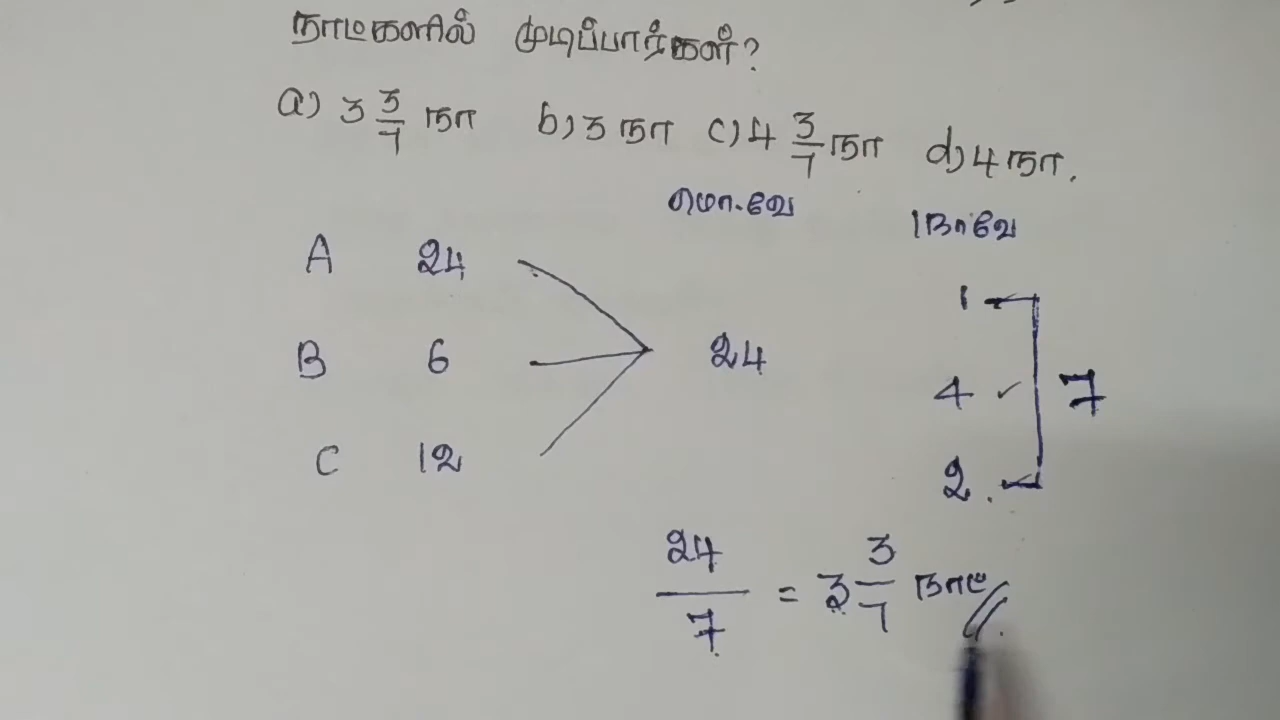 நாட்களில் முடிப்பார்கள்?
a) 3 3/7 நா b) 3 நா c) 4 3/7 நா d) 4 நா.
மொ.வே 1நாவே
A 24 1
B 6 24 4 7
C 12 2
24/7 = 3 3/7 நாட்